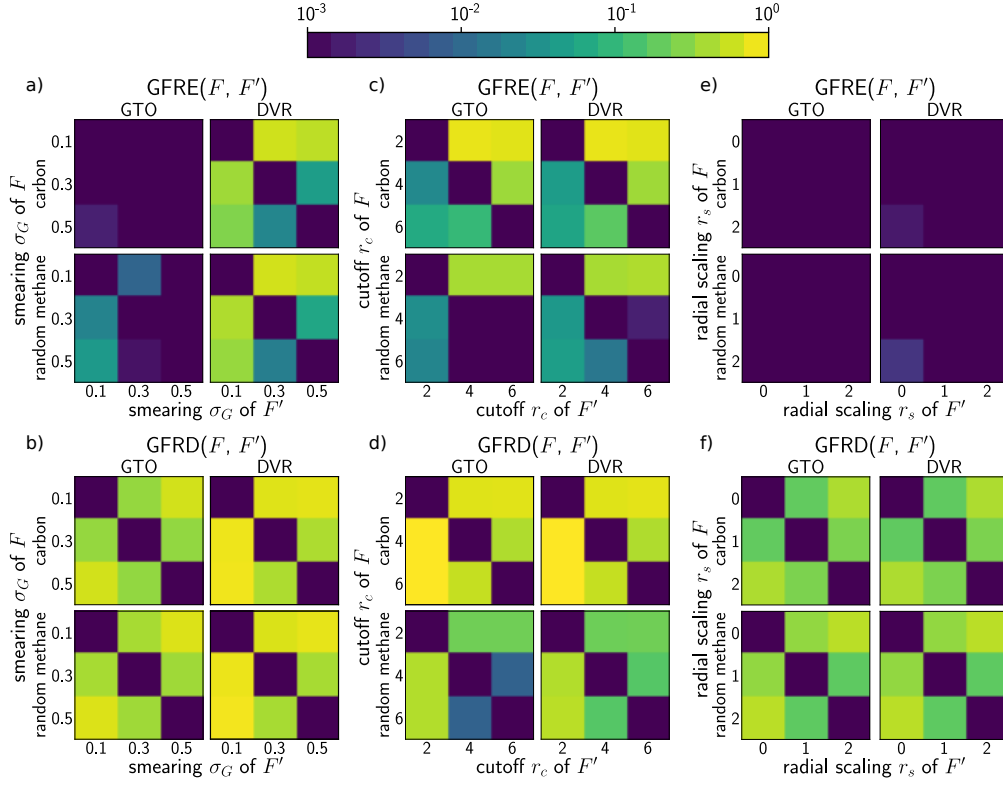 10⁻³ 10⁻² 10⁻¹ 10⁰
a) GFRE(F, F′)
GTO DVR
smearing σ_G of F
carbon
0.1
0.3
0.5
random methane
0.1
0.3
0.5
0.1 0.3 0.5 0.1 0.3 0.5
smearing σ_G of F′
c) GFRE(F, F′)
GTO DVR
cutoff r_c of F
carbon
2
4
6
random methane
2
4
6
2 4 6 2 4 6
cutoff r_c of F′
e) GFRE(F, F′)
GTO DVR
radial scaling r_s of F
carbon
0
1
2
random methane
0
1
2
0 1 2 0 1 2
radial scaling r_s of F′
b) GFRD(F, F′)
GTO DVR
smearing σ_G of F
carbon
0.1
0.3
0.5
random methane
0.1
0.3
0.5
0.1 0.3 0.5 0.1 0.3 0.5
smearing σ_G of F′
d) GFRD(F, F′)
GTO DVR
cutoff r_c of F
carbon
2
4
6
random methane
2
4
6
2 4 6 2 4 6
cutoff r_c of F′
f) GFRD(F, F′)
GTO DVR
radial scaling r_s of F
carbon
0
1
2
random methane
0
1
2
0 1 2 0 1 2
radial scaling r_s of F′